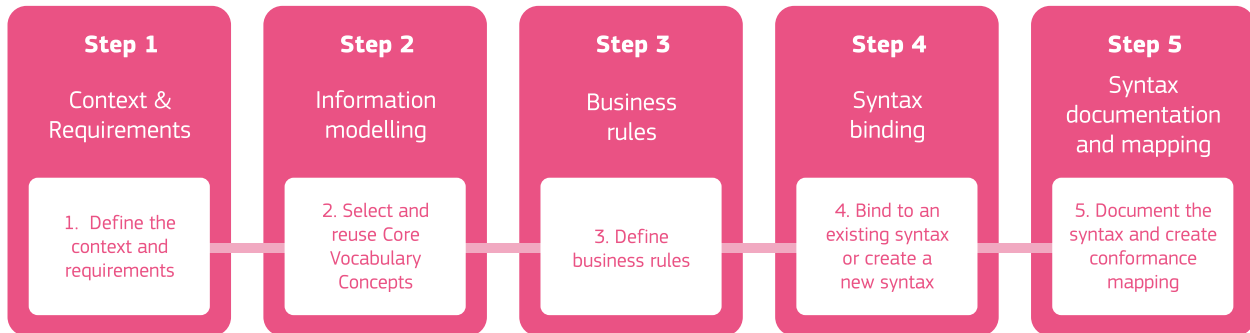 Step 1
Context &
Requirements
1. Define the
context and
requirements
Step 2
Information
modelling
2. Select and
reuse Core
Vocabulary
Concepts
Step 3
Business
rules
3. Define
business rules
Step 4
Syntax
binding
4. Bind to an
existing syntax
or create a
new syntax
Step 5
Syntax
documentation
and mapping
5. Document the
syntax and create
conformance
mapping